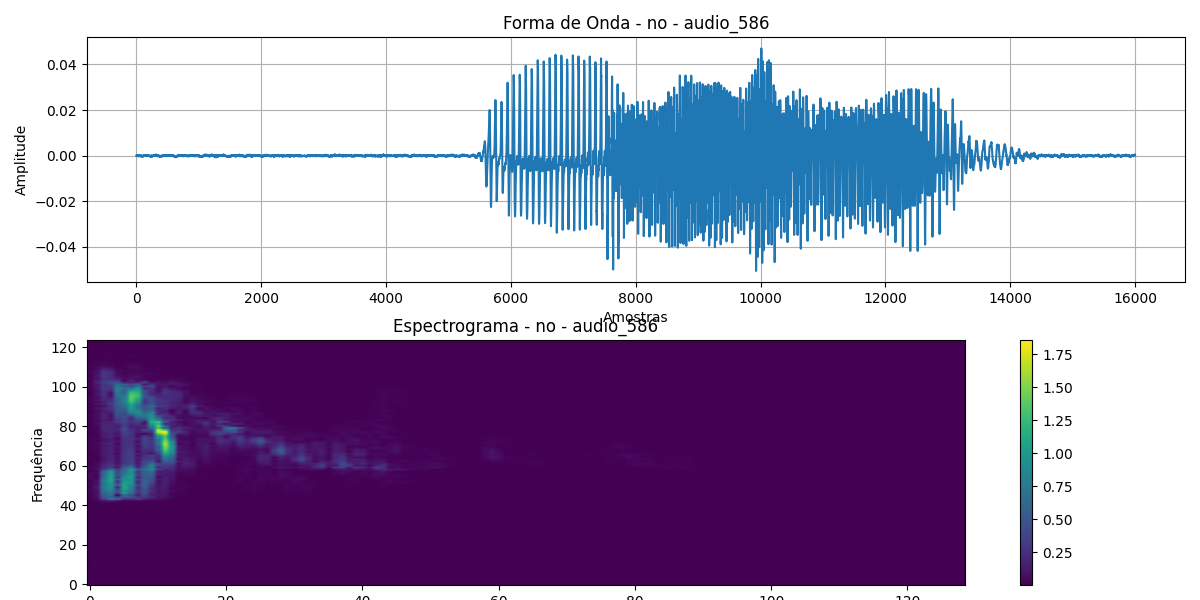 Forma de Onda - no - audio_586
0.04
0.02
0.00
−0.02
−0.04
Amplitude
0 2000 4000 6000 8000 10000 12000 14000 16000
Amostras
Espectrograma - no - audio_586
120
100
80
60
40
20
0
Frequência
0 20 40 60 80 100 120
1.75
1.50
1.25
1.00
0.75
0.50
0.25